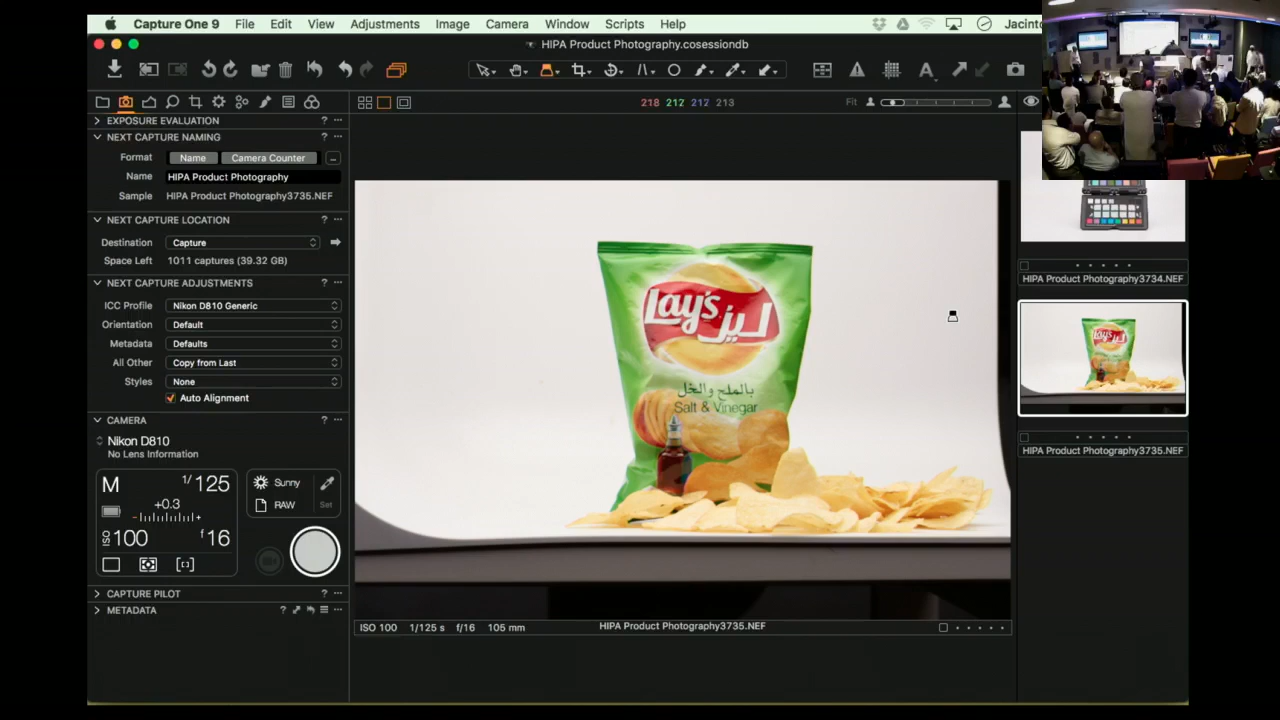 Capture One 9 File Edit View Adjustments Image Camera Window Scripts Help Jacinto
HIPA Product Photography.cosessiondb
Fit
218 212 212 213
EXPOSURE EVALUATION ? ...
NEXT CAPTURE NAMING ? ...
Format Name Camera Counter ...
Name HIPA Product Photography
Sample HIPA Product Photography3735.NEF
NEXT CAPTURE LOCATION ? ...
Destination Capture
Space Left 1011 captures (39.32 GB)
NEXT CAPTURE ADJUSTMENTS ? ...
ICC Profile Nikon D810 Generic
Orientation Default
Metadata Defaults
All Other Copy from Last
Styles None
Auto Alignment
CAMERA ? ...
Nikon D810
No Lens Information
M 1/125
+0.3
ISO 100 f16
Sunny
RAW Set
CAPTURE PILOT ? ...
METADATA ? ...
Lay's ليز
بالملح والخل
Salt & Vinegar
ISO 100 1/125 s f/16 105 mm HIPA Product Photography3735.NEF
HIPA Product Photography3734.NEF
HIPA Product Photography3735.NEF